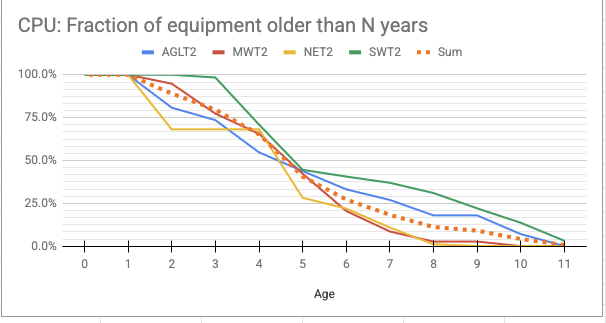 CPU: Fraction of equipment older than N years
AGLT2 MWT2 NET2 SWT2 Sum
100.0%
75.0%
50.0%
25.0%
0.0%
0 1 2 3 4 5 6 7 8 9 10 11
Age